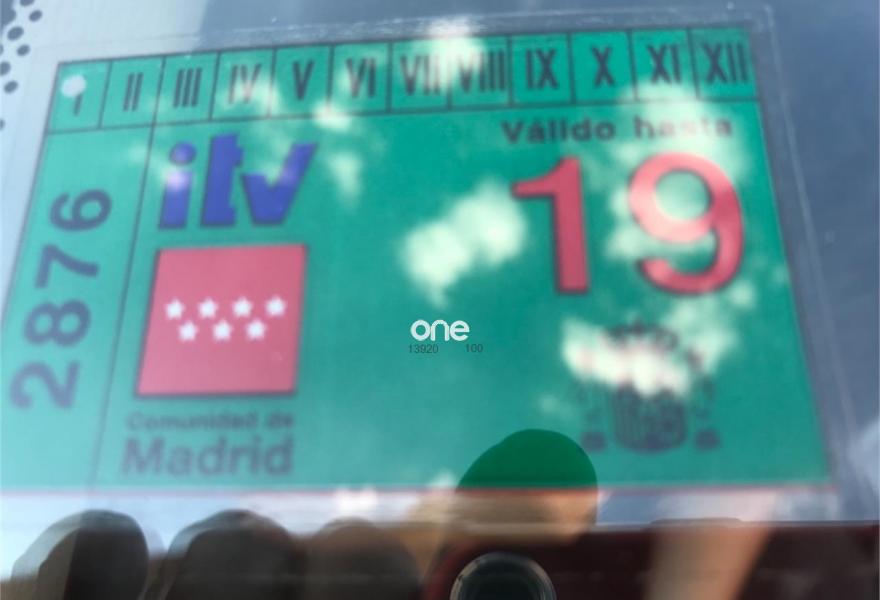 I II III IV V VI VII VIII IX X XI XII
Válido hasta
itv
19
2876
one
13920 100
Comunidad de
Madrid